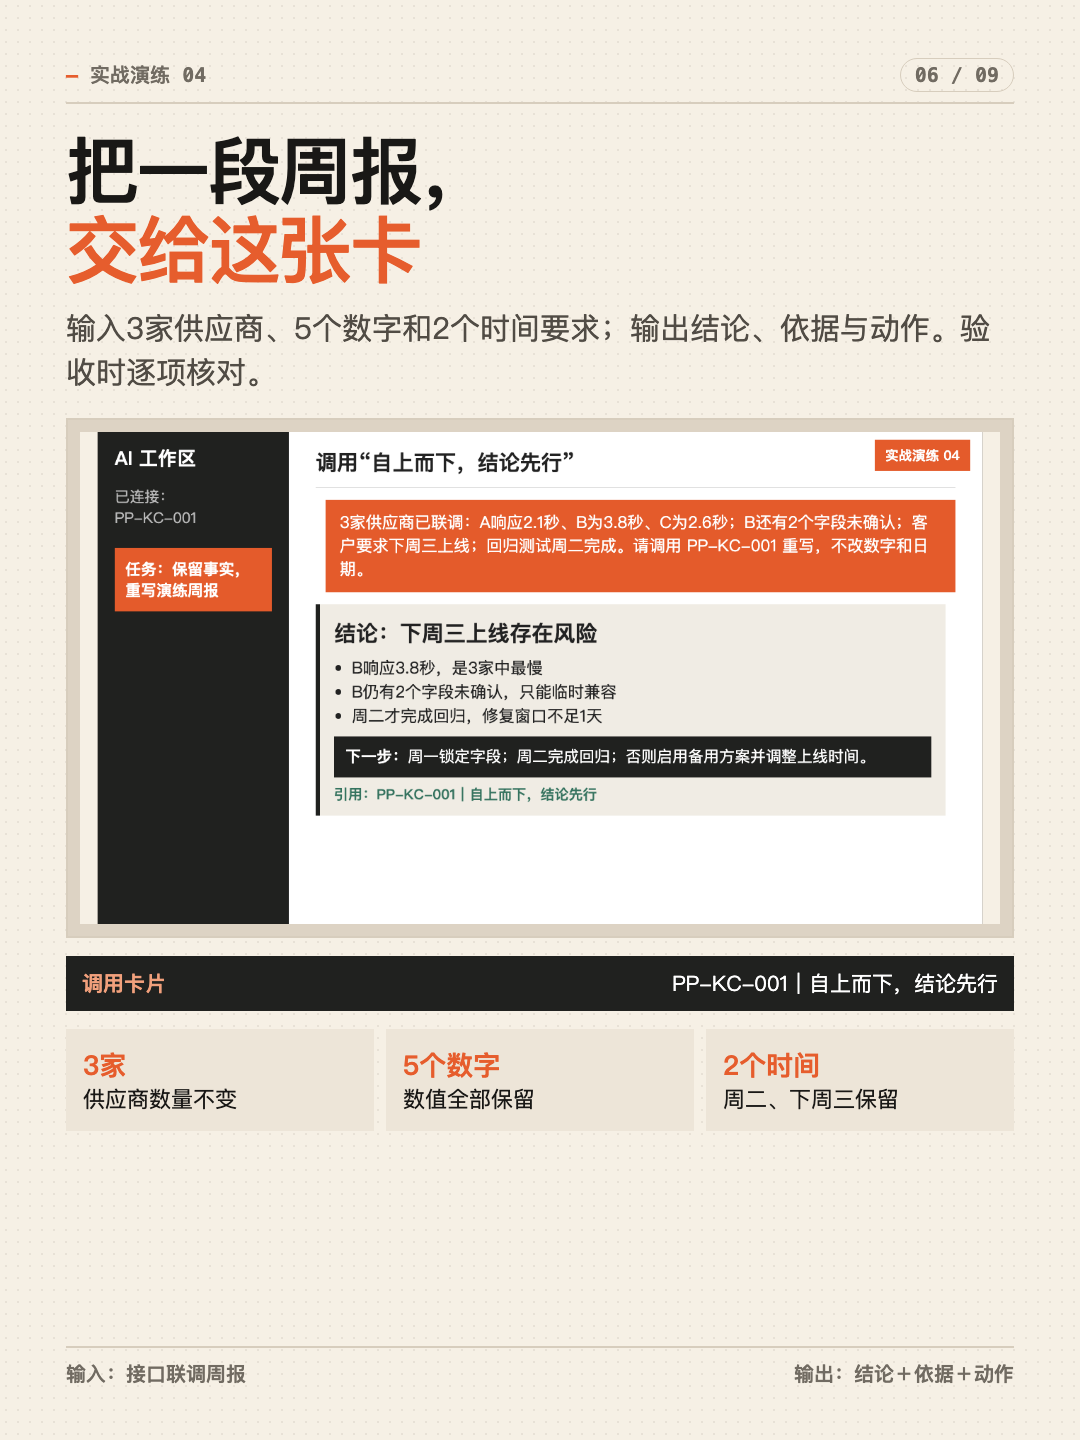 实战演练 04
06 / 09
把一段周报，
交给这张卡
输入3家供应商、5个数字和2个时间要求；输出结论、依据与动作。验
收时逐项核对。
AI 工作区
已连接：
PP-KC-001
任务：保留事实，
重写演练周报
调用“自上而下，结论先行”
实战演练 04
3家供应商已联调：A响应2.1秒、B为3.8秒、C为2.6秒；B还有2个字段未确认；客
户要求下周三上线；回归测试周二完成。请调用 PP-KC-001 重写，不改数字和日
期。
结论：下周三上线存在风险
• B响应3.8秒，是3家中最慢
• B仍有2个字段未确认，只能临时兼容
• 周二才完成回归，修复窗口不足1天
下一步：周一锁定字段；周二完成回归；否则启用备用方案并调整上线时间。
引用：PP-KC-001 | 自上而下，结论先行
调用卡片
PP-KC-001 | 自上而下，结论先行
3家
供应商数量不变
5个数字
数值全部保留
2个时间
周二、下周三保留
输入：接口联调周报
输出：结论＋依据＋动作